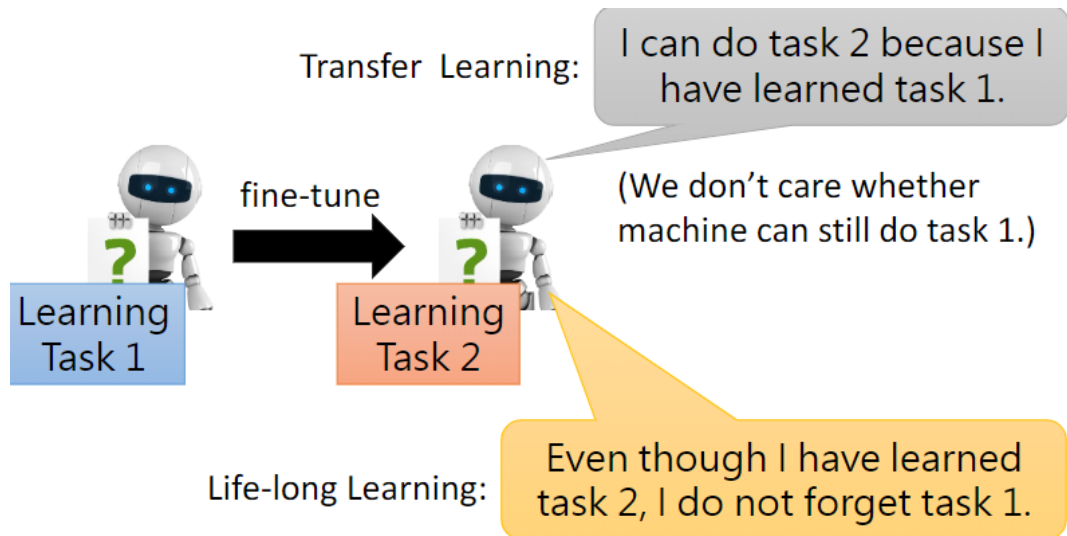 Transfer Learning:
I can do task 2 because I
have learned task 1.
(We don't care whether
machine can still do task 1.)
fine-tune
?
?
Learning
Task 1
Learning
Task 2
Life-long Learning:
Even though I have learned
task 2, I do not forget task 1.